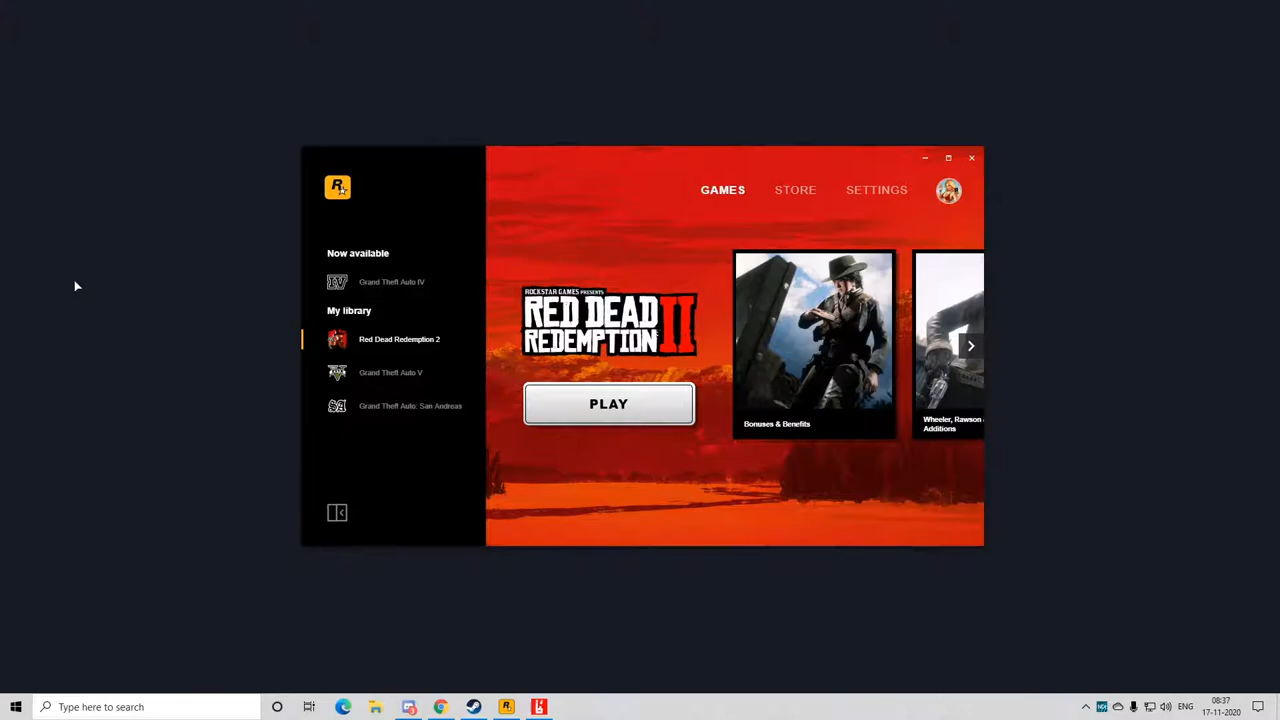 GAMES
STORE
SETTINGS
Now available
Grand Theft Auto IV
My library
Red Dead Redemption 2
Grand Theft Auto V
Grand Theft Auto: San Andreas
ROCKSTAR GAMES PRESENTS
RED DEAD
REDEMPTION II
PLAY
Bonuses & Benefits
Wheeler, Rawson
Additions
Type here to search
ENG
08:37
17-11-2020